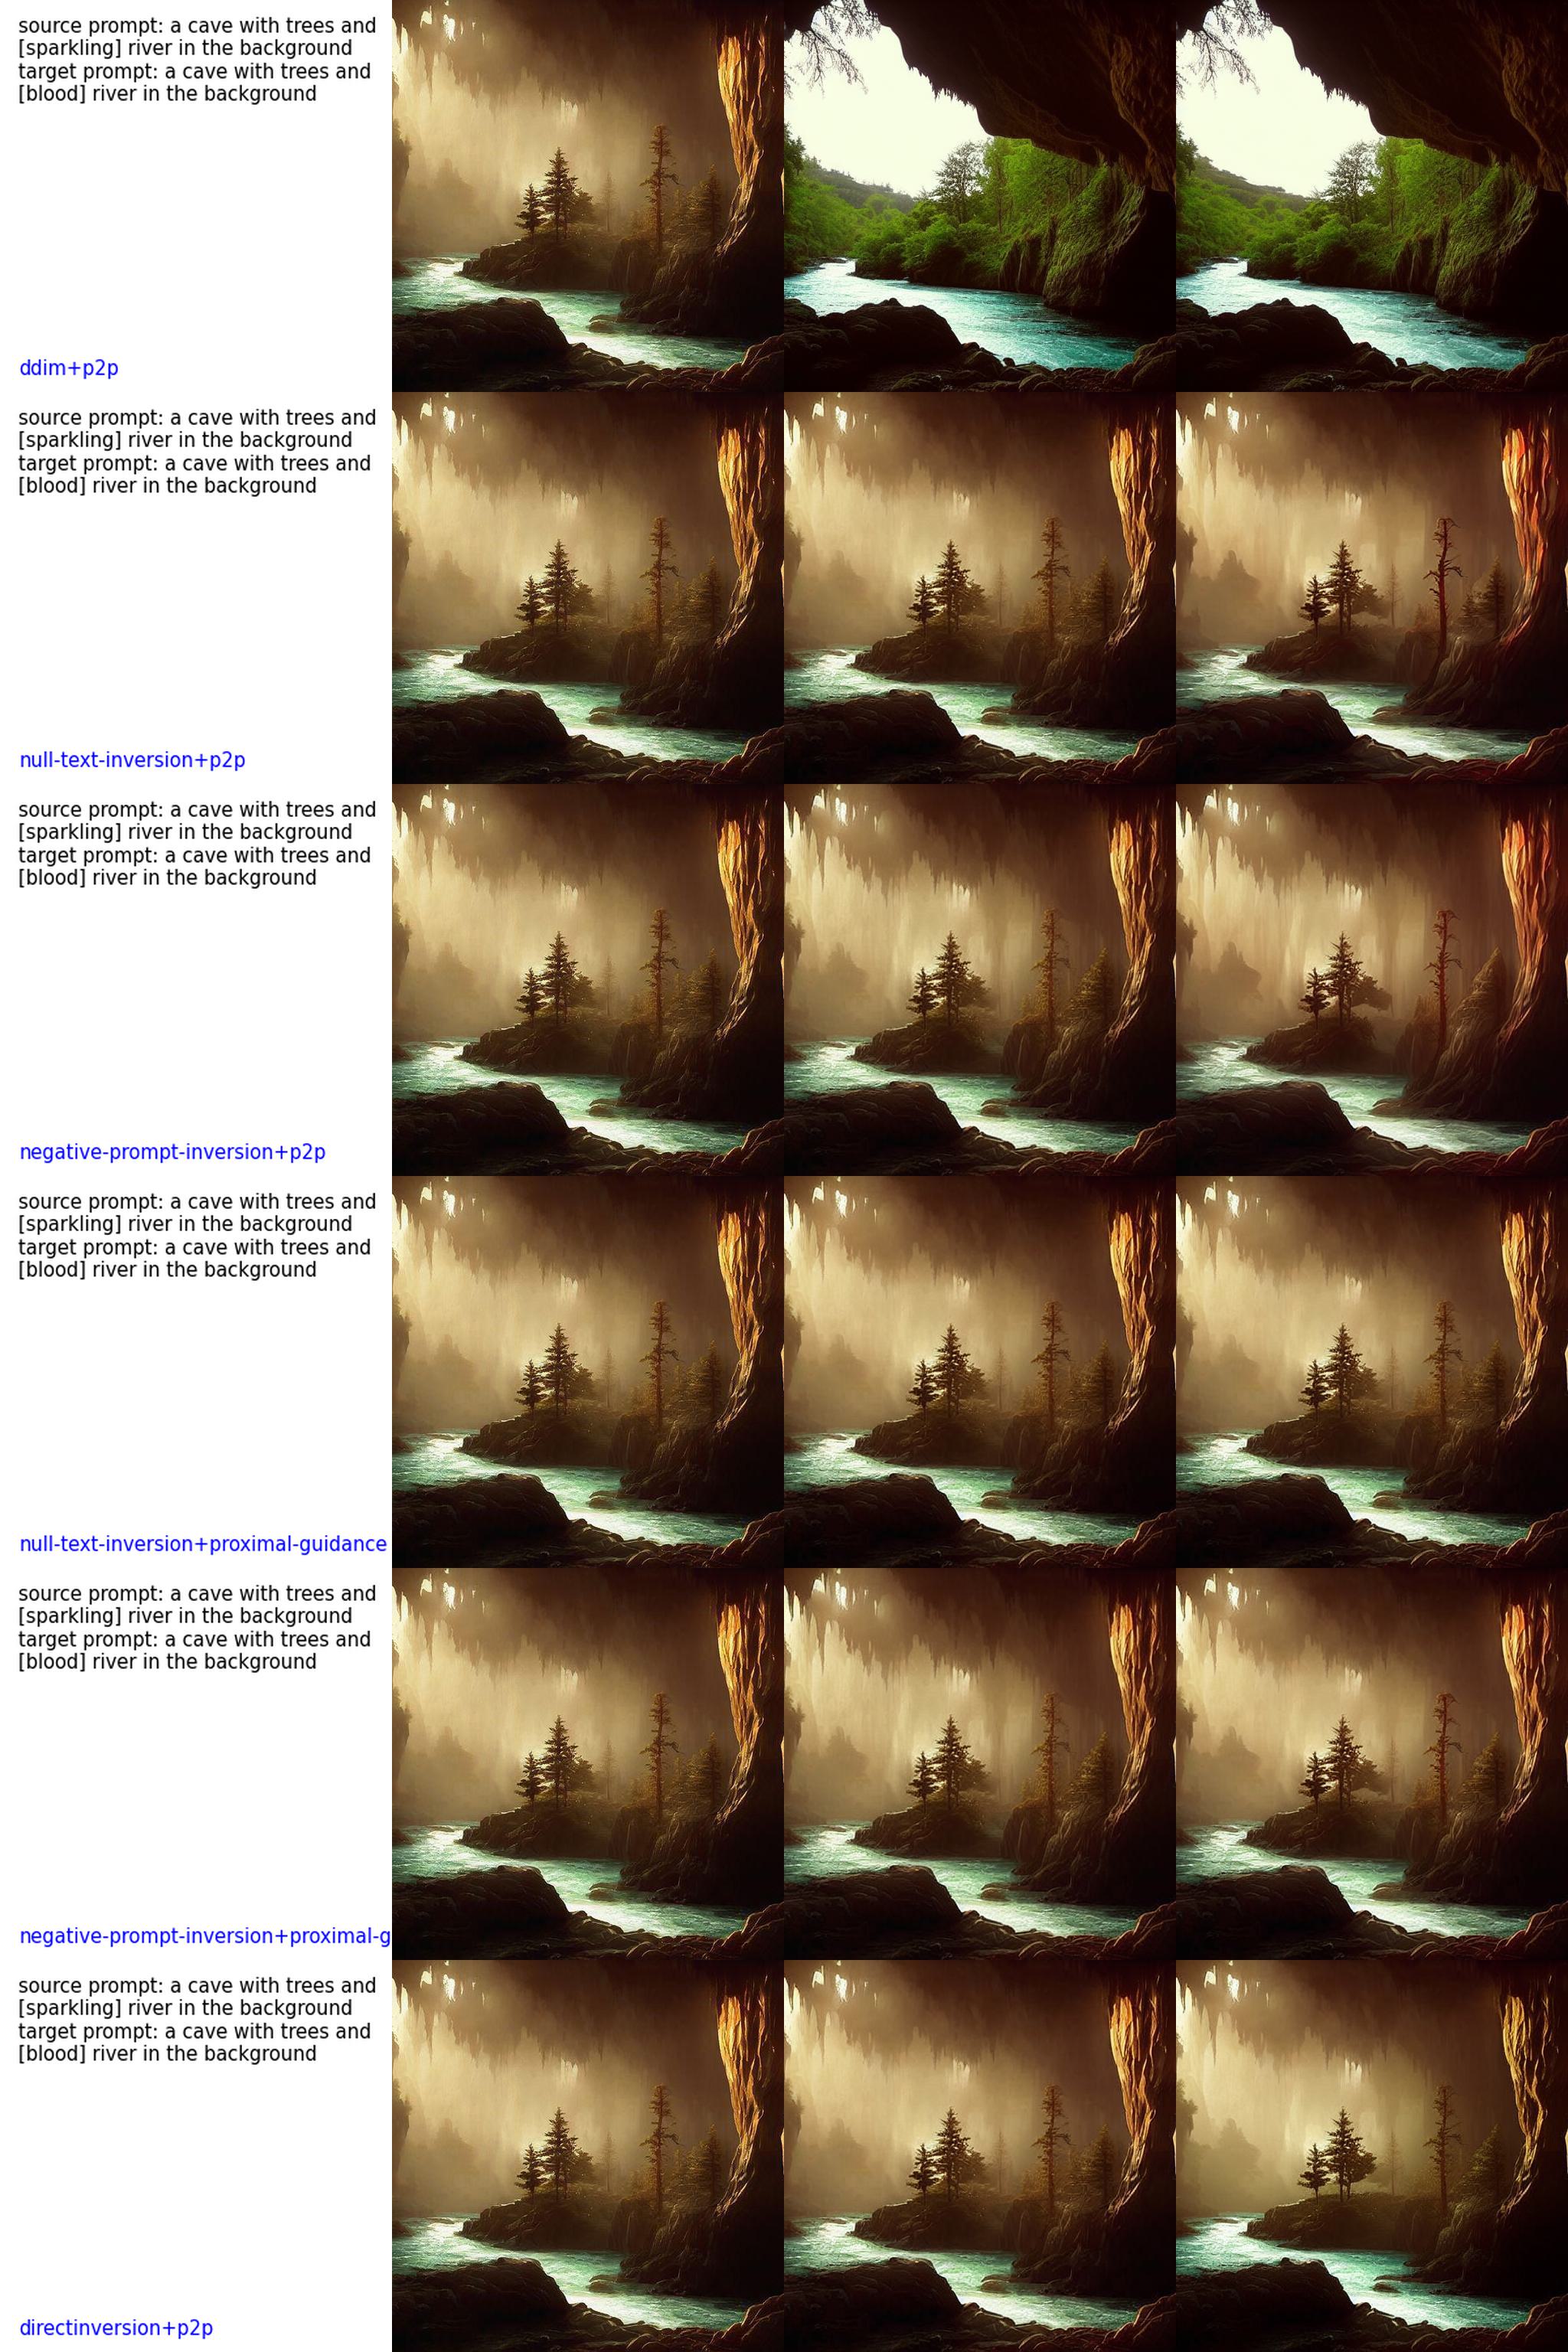 source prompt: a cave with trees and
[sparkling] river in the background
target prompt: a cave with trees and
[blood] river in the background
ddim+p2p
source prompt: a cave with trees and
[sparkling] river in the background
target prompt: a cave with trees and
[blood] river in the background
null-text-inversion+p2p
source prompt: a cave with trees and
[sparkling] river in the background
target prompt: a cave with trees and
[blood] river in the background
negative-prompt-inversion+p2p
source prompt: a cave with trees and
[sparkling] river in the background
target prompt: a cave with trees and
[blood] river in the background
null-text-inversion+proximal-guidance
source prompt: a cave with trees and
[sparkling] river in the background
target prompt: a cave with trees and
[blood] river in the background
negative-prompt-inversion+proximal-g
source prompt: a cave with trees and
[sparkling] river in the background
target prompt: a cave with trees and
[blood] river in the background
directinversion+p2p